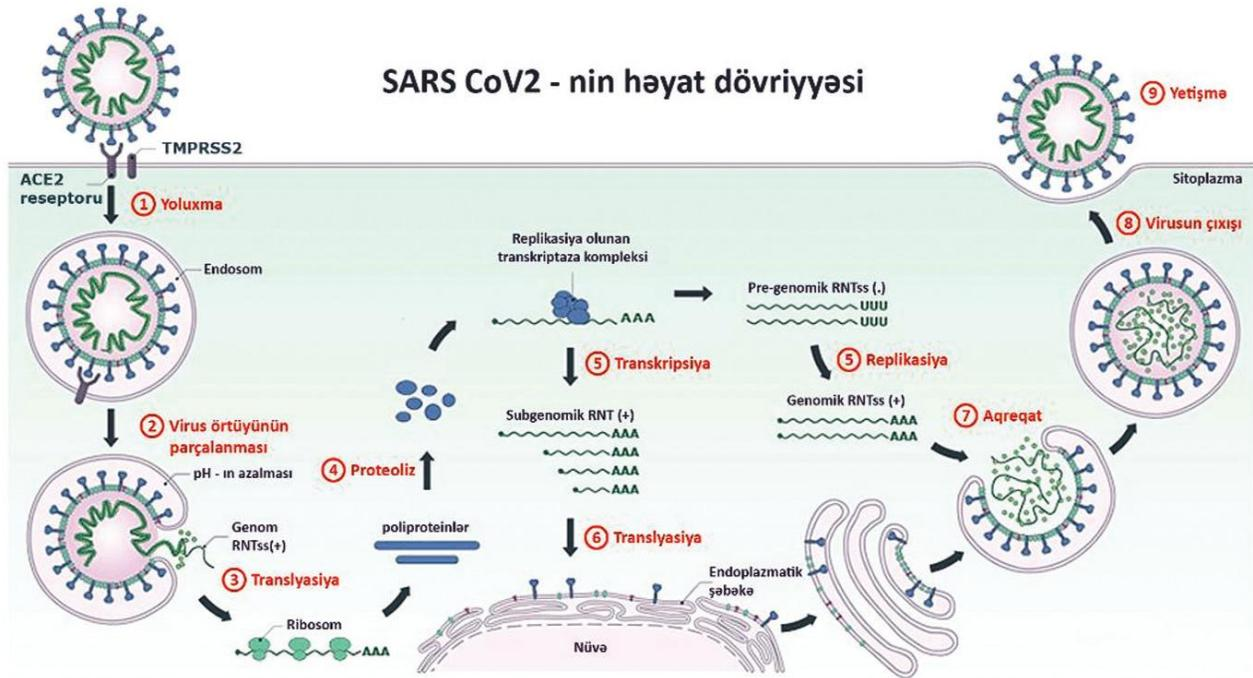 SARS CoV2 - nin həyat dövriyyəsi
TMPRSS2
ACE2
reseptoru
1 Yoluxma
Endosom
2 Virus örtüyünün
parçalanması
pH - ın azalması
Genom
RNTss(+)
3 Translyasiya
Ribosom
AAA
poliproteinlər
4 Proteoliz
Replikasiya olunan
transkriptaza kompleksi
AAA
5 Transkripsiya
Subgenomik RNT (+)
AAA
AAA
AAA
AAA
6 Translyasiya
Endoplazmatik
şəbəkə
Nüvə
Pre-genomik RNTss (.)
UUU
UUU
5 Replikasiya
Genomik RNTss (+)
AAA
AAA
7 Aqreqat
8 Virusun çıxışı
Sitoplazma
9 Yetişmə